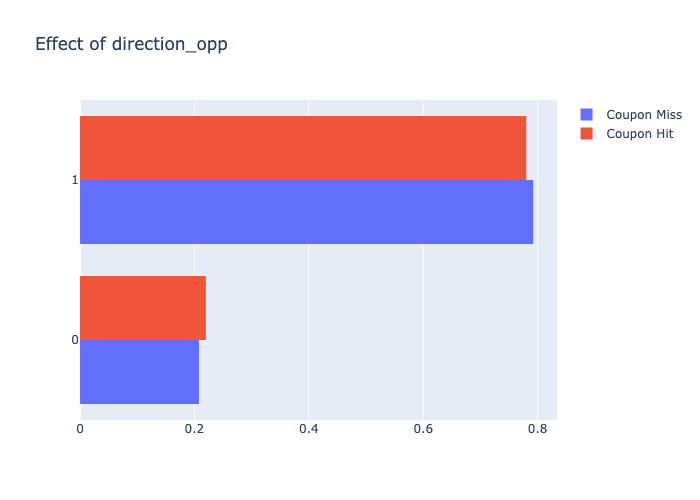 Effect of direction_opp
Coupon Miss
Coupon Hit
1
0
0 0.2 0.4 0.6 0.8